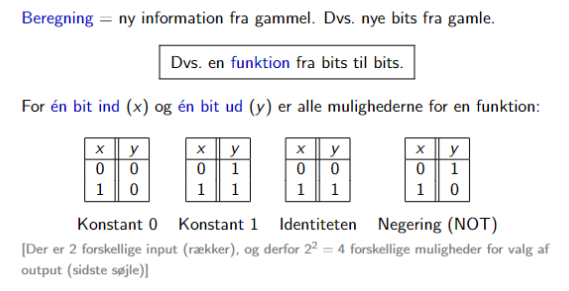 Beregning = ny information fra gammel. Dvs. nye bits fra gamle.
Dvs. en funktion fra bits til bits.
For én bit ind (x) og én bit ud (y) er alle mulighederne for en funktion:
x y x y x y x y
0 0 0 1 0 0 0 1
1 0 1 1 1 1 1 0
Konstant 0 Konstant 1 Identiteten Negering (NOT)
[Der er 2 forskellige input (rækker), og derfor 2² = 4 forskellige muligheder for valg af
output (sidste søjle)]